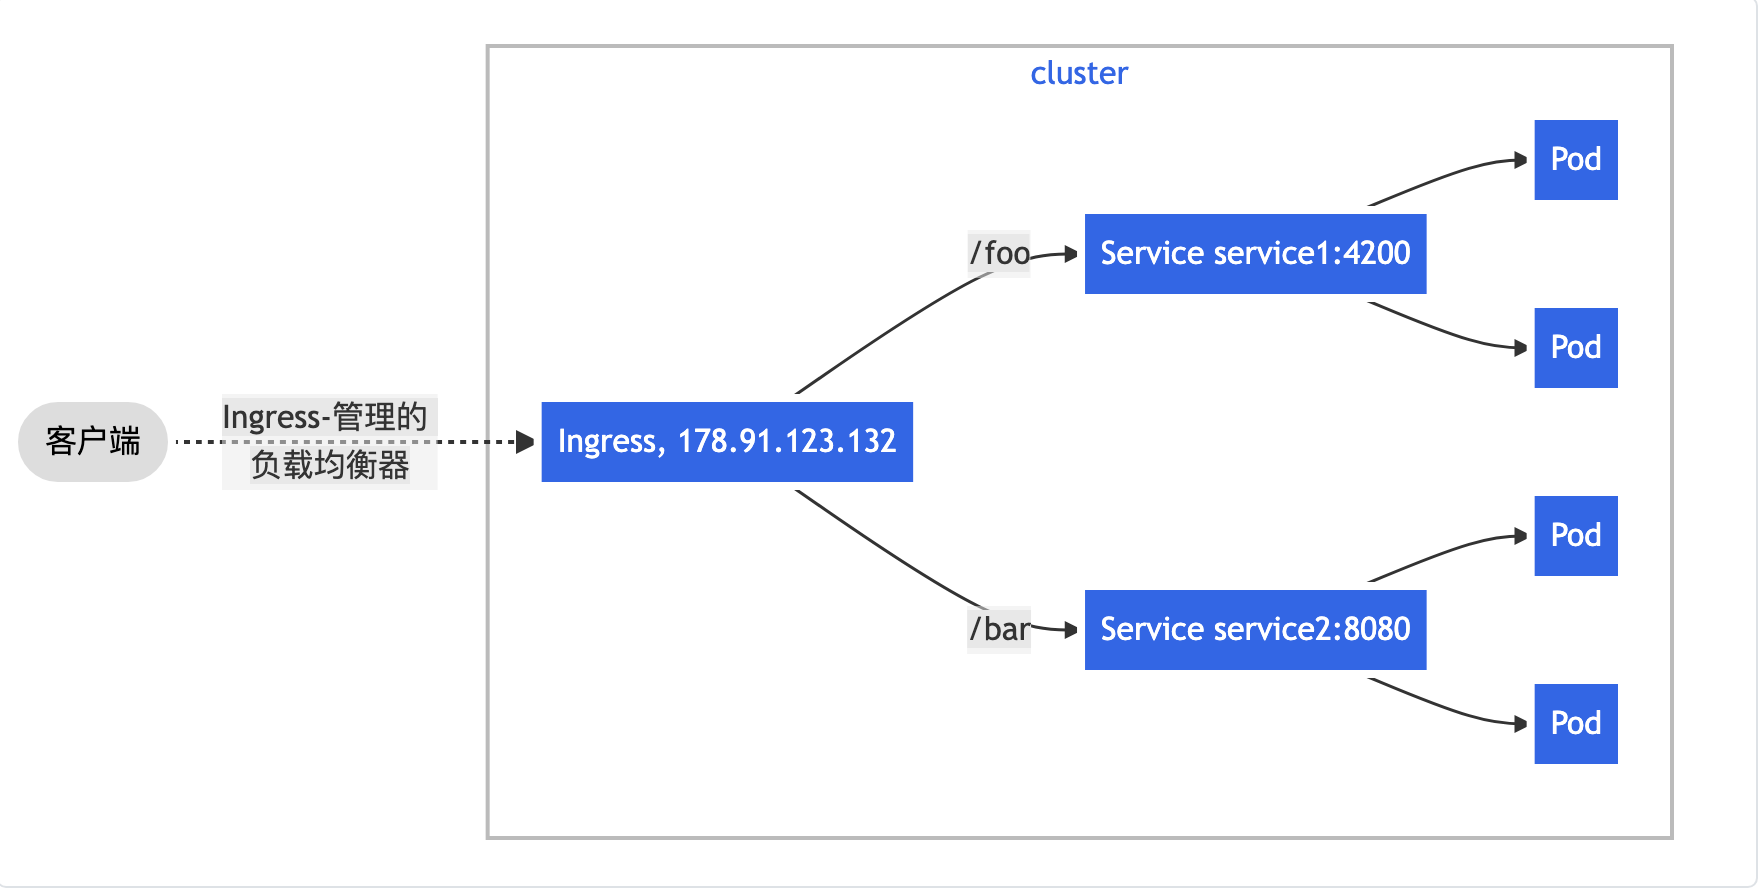 cluster
Pod
/foo
Service service1:4200
Pod
客户端
Ingress-管理的
负载均衡器
Ingress, 178.91.123.132
Pod
/bar
Service service2:8080
Pod